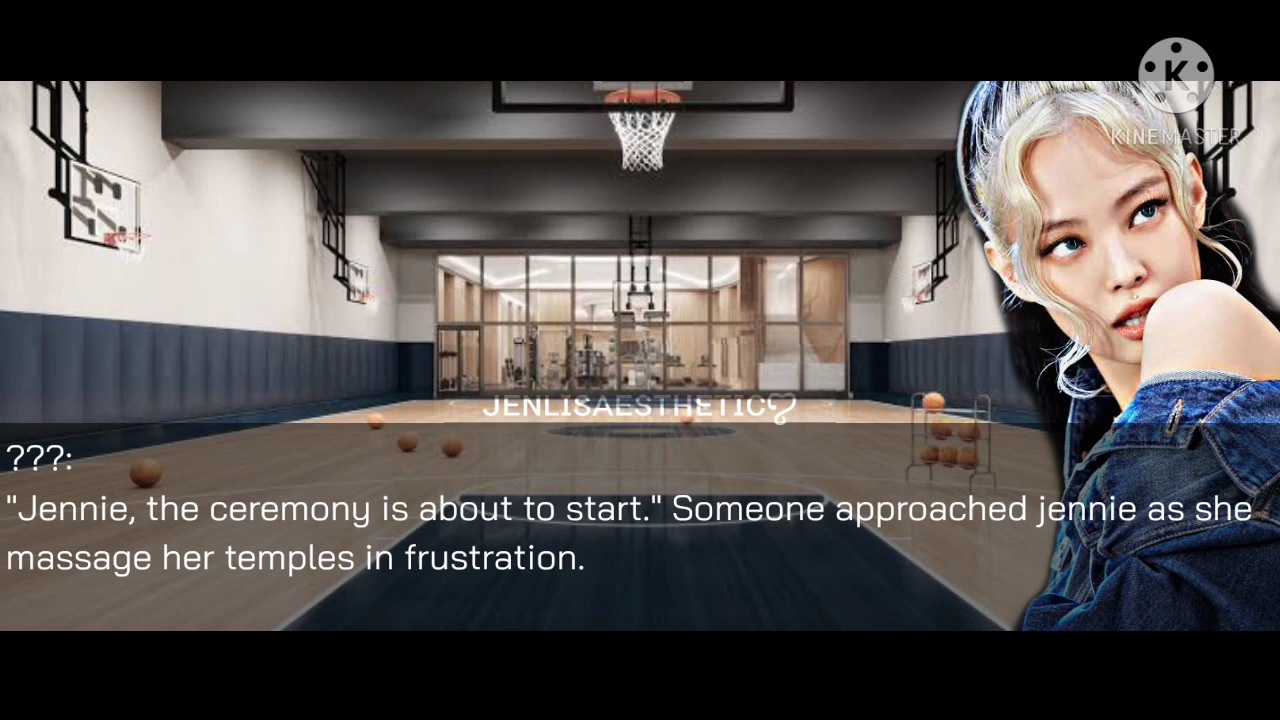 K
KINEMASTER
JENLISAESTHETIC
???:
"Jennie, the ceremony is about to start." Someone approached jennie as she
massage her temples in frustration.